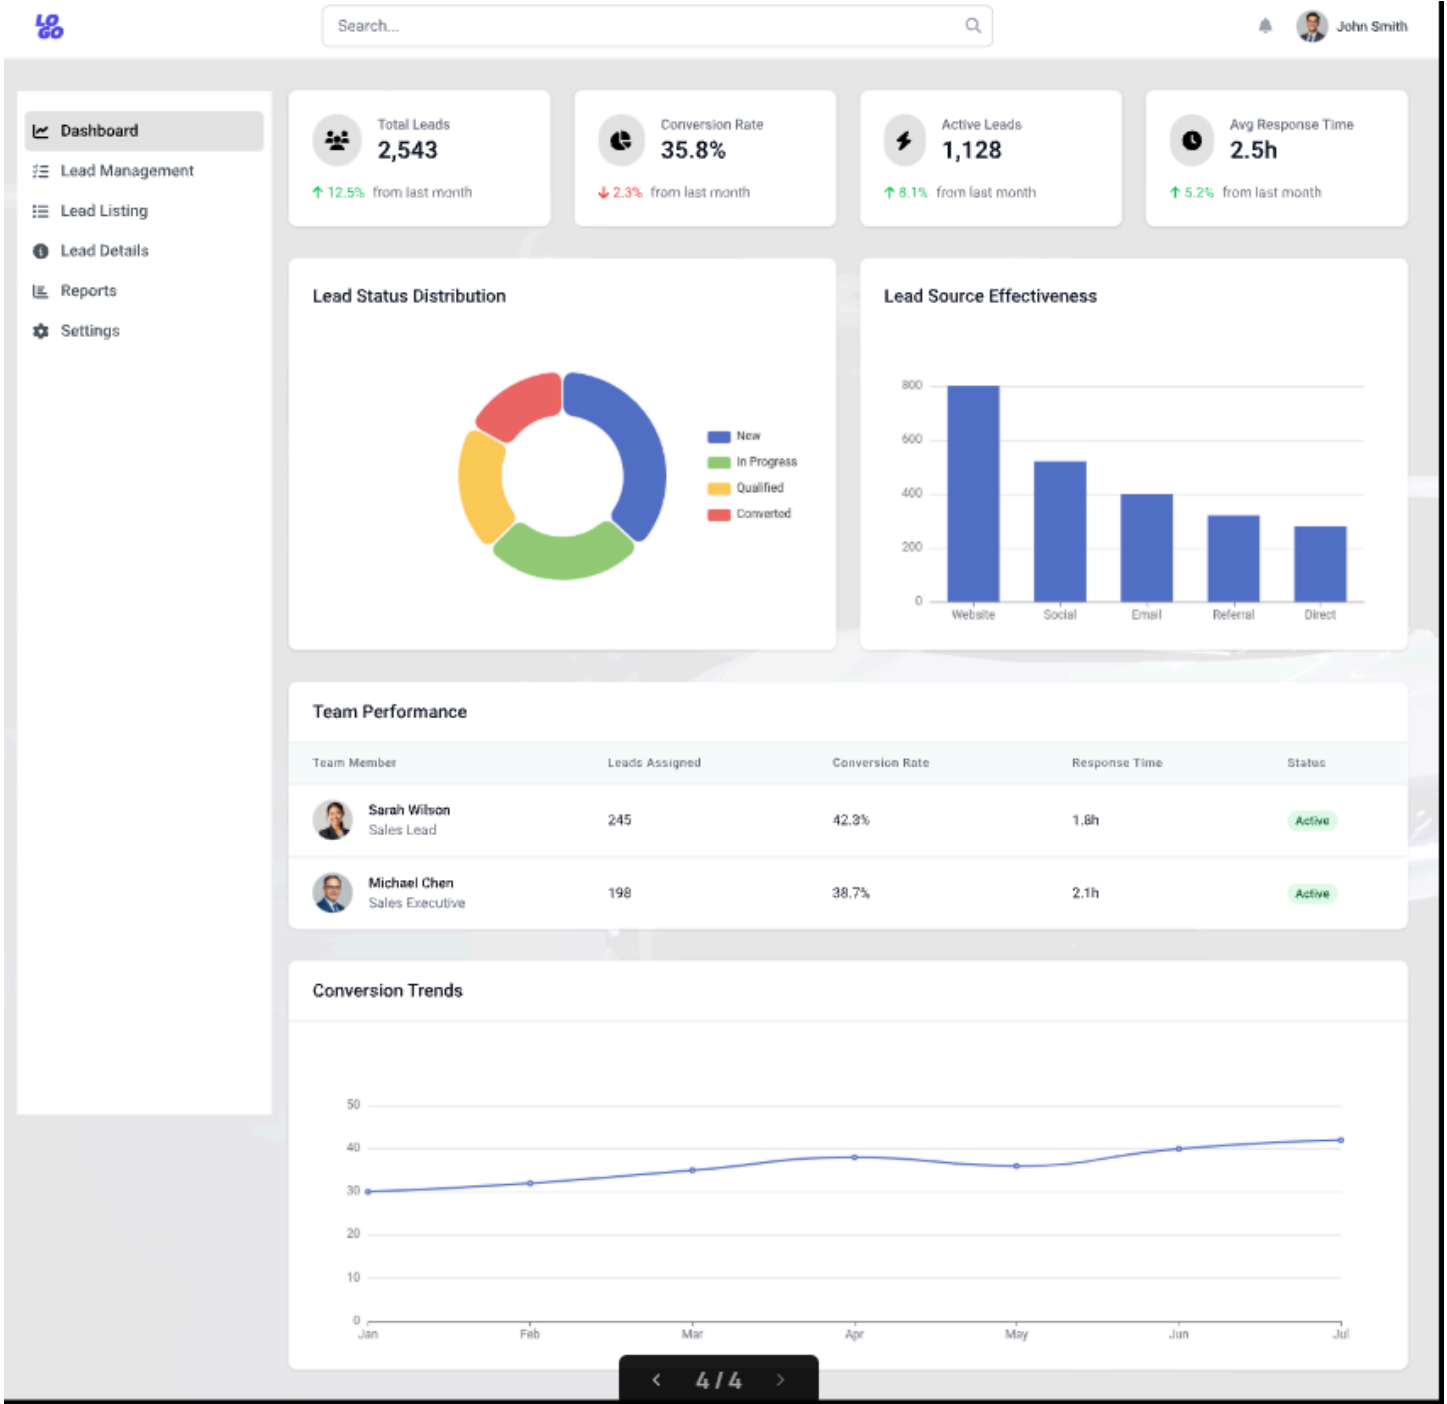 LO
GO
Search...
John Smith
Dashboard
Lead Management
Lead Listing
Lead Details
Reports
Settings
Total Leads
2,543
12.5% from last month
Conversion Rate
35.8%
2.3% from last month
Active Leads
1,128
8.1% from last month
Avg Response Time
2.5h
5.2% from last month
Lead Status Distribution
New
In Progress
Qualified
Converted
Lead Source Effectiveness
800
600
400
200
0
Website Social Email Referral Direct
Team Performance
Team Member Leads Assigned Conversion Rate Response Time Status
Sarah Wilson
Sales Lead
245 42.3% 1.8h Active
Michael Chen
Sales Executive
198 38.7% 2.1h Active
Conversion Trends
50
40
30
20
10
0
Jan Feb Mar Apr May Jun Jul
4 / 4